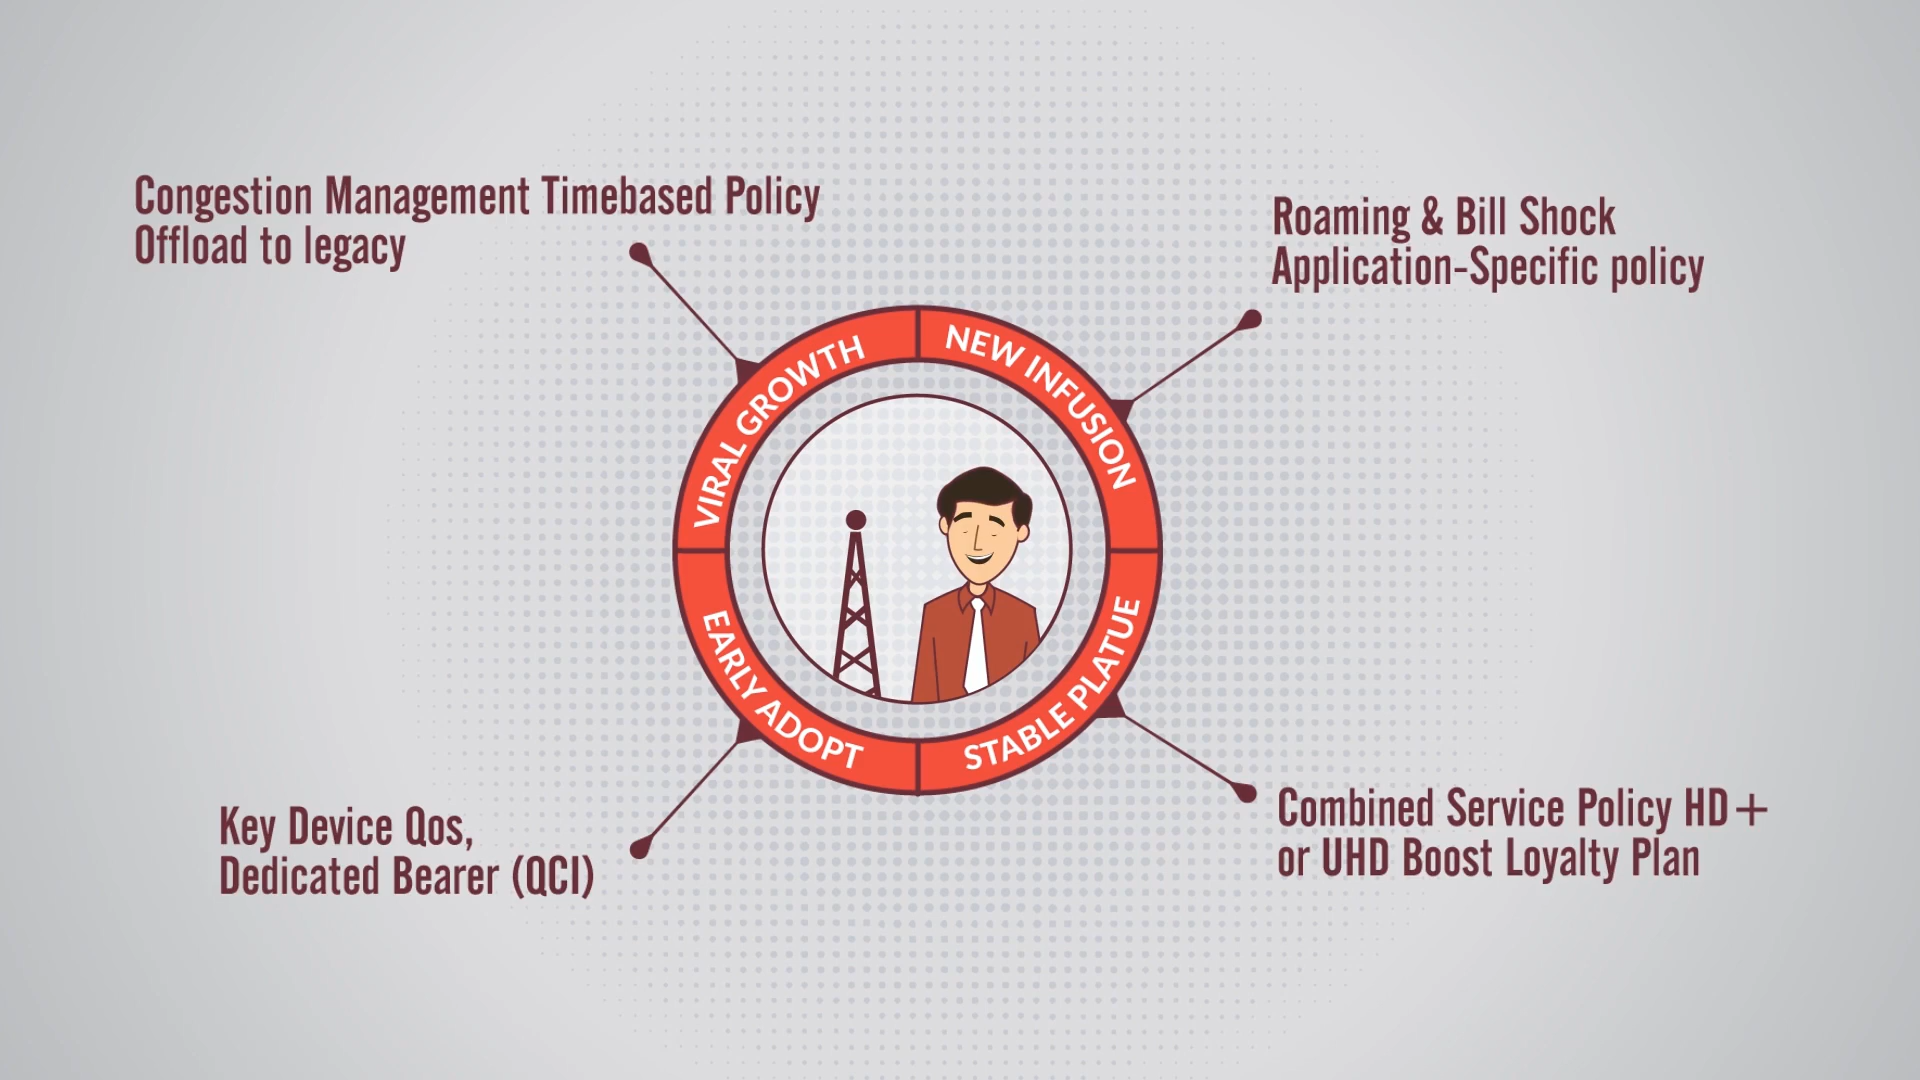 Congestion Management Timebased Policy
Offload to legacy
Roaming & Bill Shock
Application-Specific policy
VIRAL GROWTH
NEW INFUSION
EARLY ADOPT
STABLE PLATUE
Key Device Qos,
Dedicated Bearer (QCI)
Combined Service Policy HD+
or UHD Boost Loyalty Plan